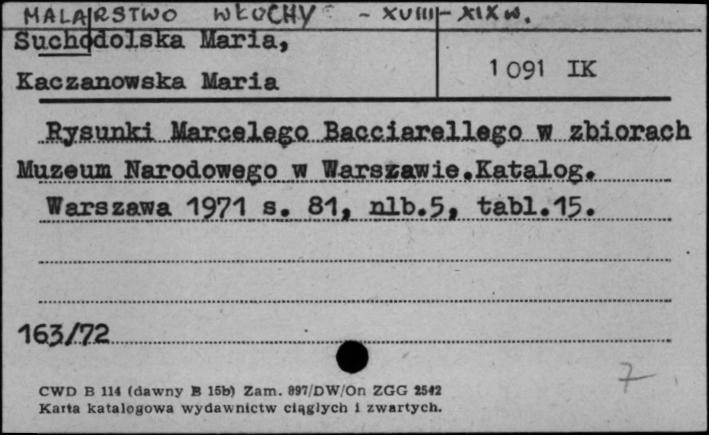 MALARSTWO WŁOCHY - XVIII - XIX w.
Suchodolska Maria,
1091 IK
Kaczanowska Maria
Rysunki Marcelego Bacciarellego w zbiorach
Muzeum Narodowego w Warszawie.Katalog.
Warszawa 1971 s. 81, nlb.5, tabl.15.
163/72
7
CWD B 114 (dawny B 15b) Zam. 897/DW/On ZGG 2542
Karta katalogowa wydawnictw ciągłych i zwartych.